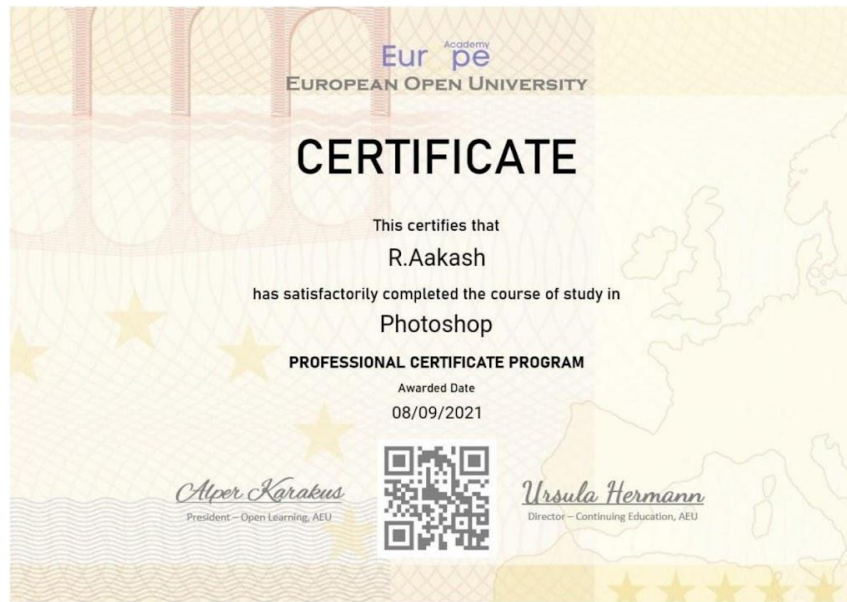 Academy
Eur pe
EUROPEAN OPEN UNIVERSITY
CERTIFICATE
This certifies that
R.Aakash
has satisfactorily completed the course of study in
Photoshop
PROFESSIONAL CERTIFICATE PROGRAM
Awarded Date
08/09/2021
Alper Karakus
President – Open Learning, AEU
Ursula Hermann
Director – Continuing Education, AEU